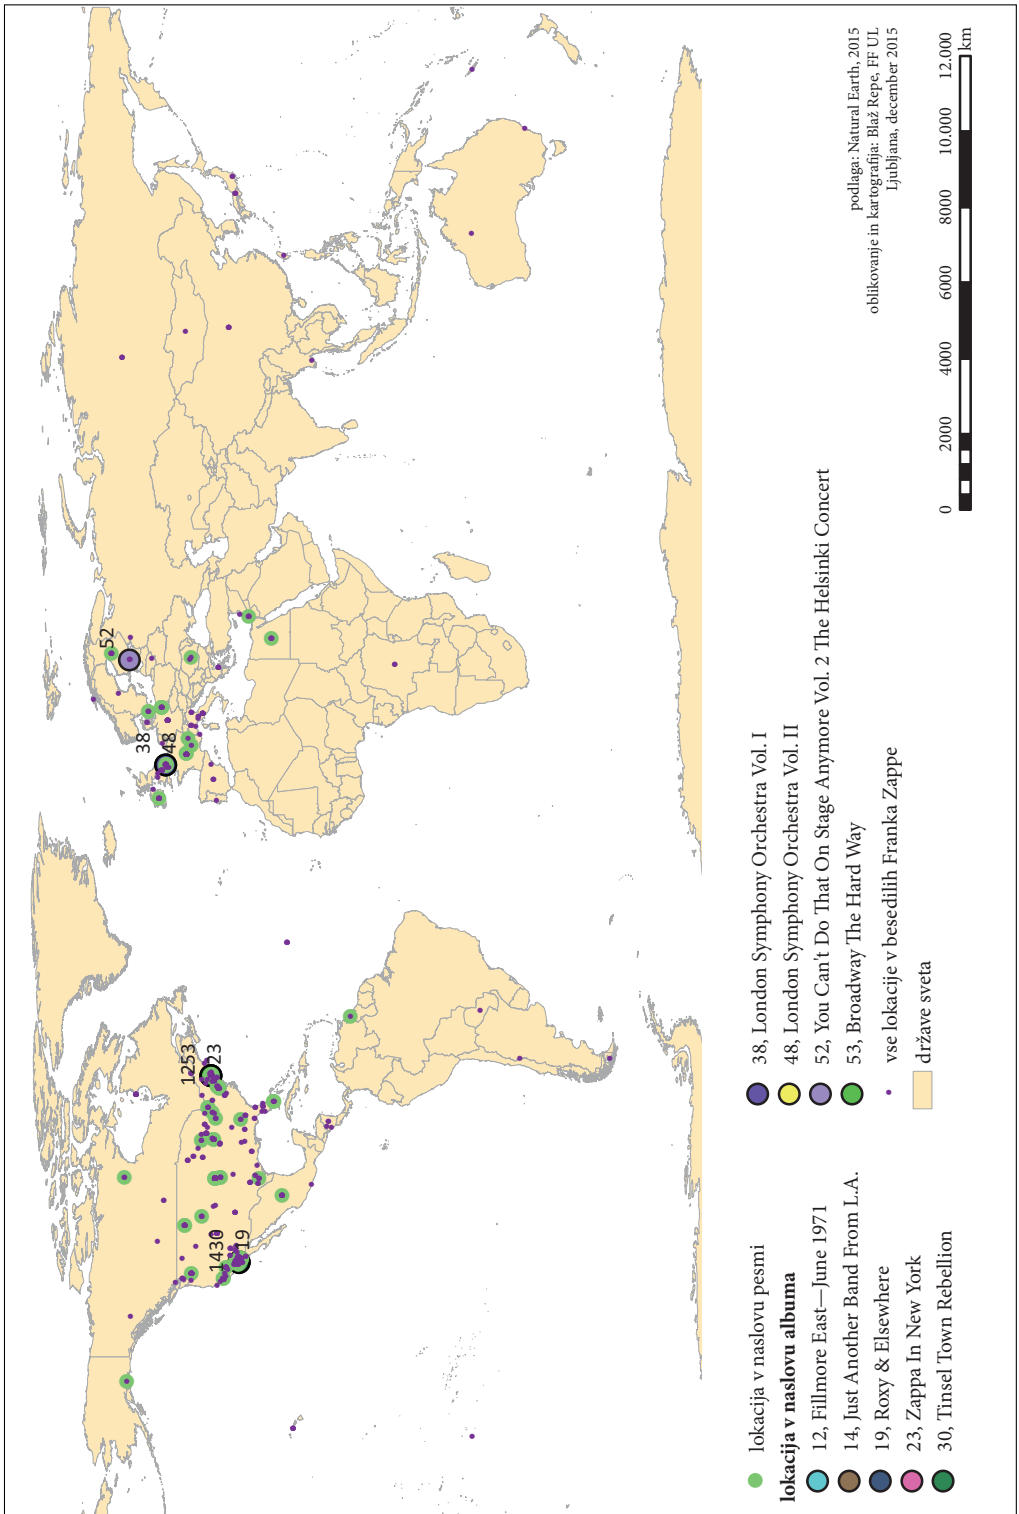 1253
23
1430
19
38
48
52
lokacija v naslovu pesmi
lokacija v naslovu albuma
12, Fillmore East—June 1971
14, Just Another Band From L.A.
19, Roxy & Elsewhere
23, Zappa In New York
30, Tinsel Town Rebellion
38, London Symphony Orchestra Vol. I
48, London Symphony Orchestra Vol. II
52, You Can't Do That On Stage Anymore Vol. 2 The Helsinki Concert
53, Broadway The Hard Way
vse lokacije v besedilih Franka Zappe
države sveta
podlaga: Natural Earth, 2015
oblikovanje in kartografija: Blaž Repe, FF UL
Ljubljana, december 2015
0 2000 4000 6000 8000 10.000 12.000
km